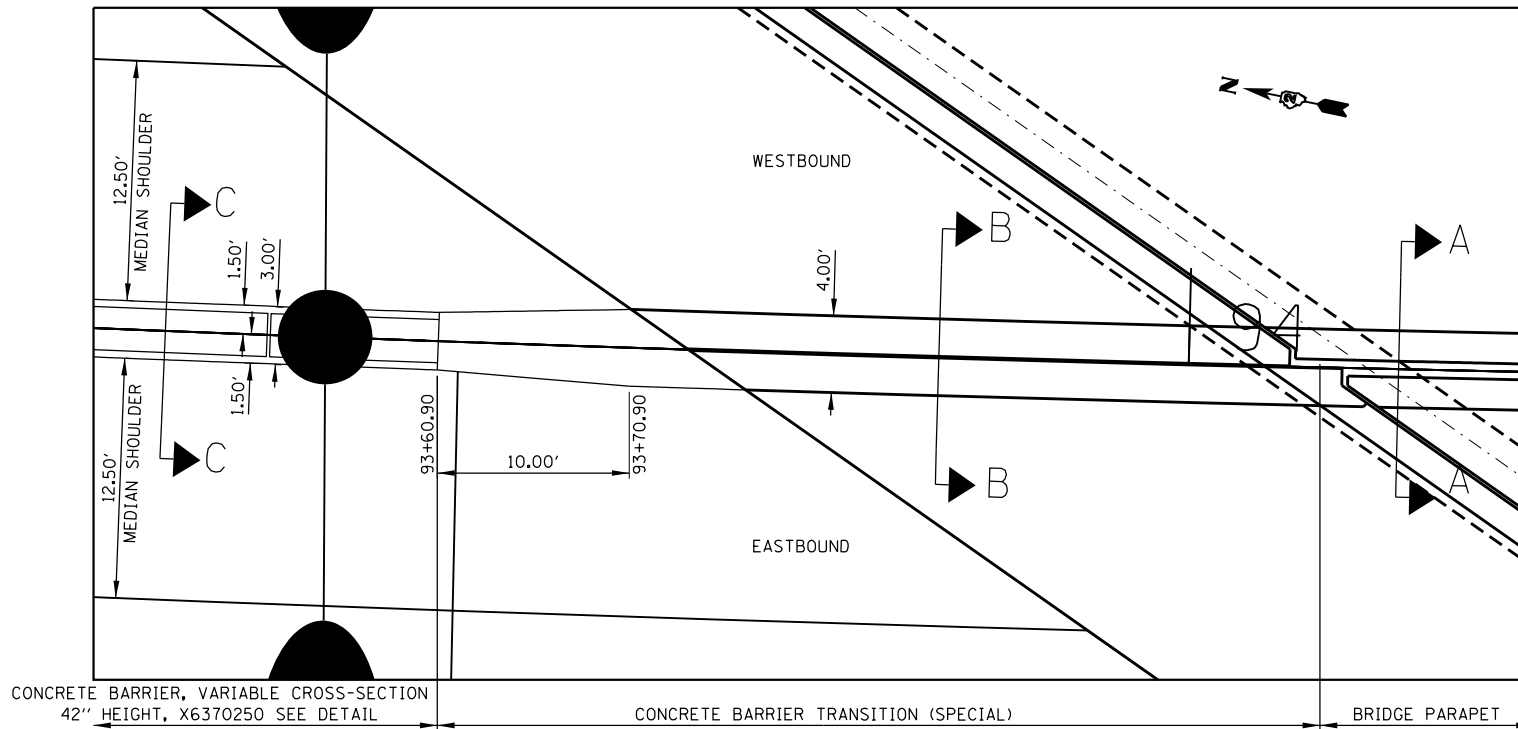 N
2
WESTBOUND
12.50'
MEDIAN SHOULDER
C
1.50'
3.00'
4.00'
B
A
194
12.50'
MEDIAN SHOULDER
1.50'
C
93+60.90
10.00'
93+70.90
B
A
EASTBOUND
CONCRETE BARRIER, VARIABLE CROSS-SECTION
42'' HEIGHT, X6370250 SEE DETAIL
CONCRETE BARRIER TRANSITION (SPECIAL)
BRIDGE PARAPET